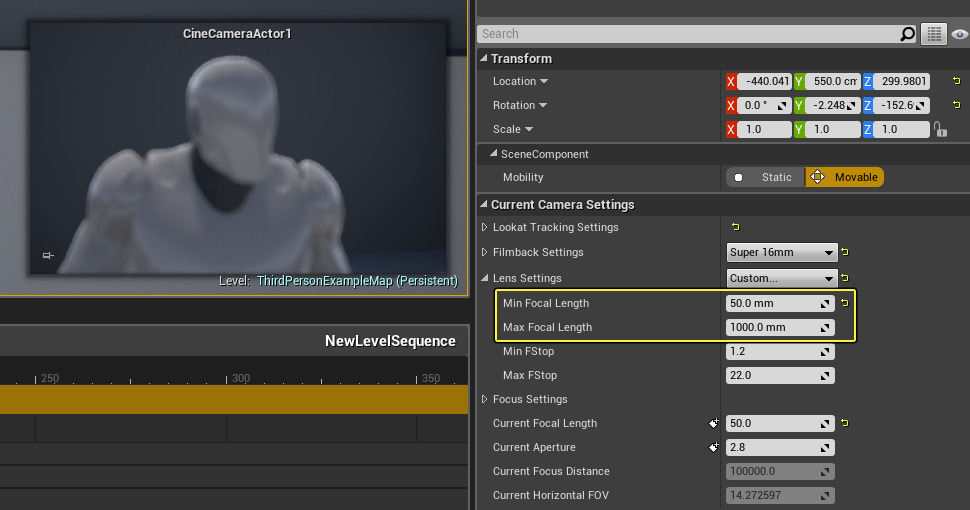 CineCameraActor1
Level: ThirdPersonExampleMap (Persistent)
NewLevelSequence
250 300 350
Search
Transform
Location X -440.041 Y 550.0 cm Z 299.9801
Rotation X 0.0 ° Y -2.248 Z -152.6
Scale X 1.0 Y 1.0 Z 1.0
SceneComponent
Mobility Static Movable
Current Camera Settings
Lookat Tracking Settings
Filmback Settings Super 16mm
Lens Settings Custom...
Min Focal Length 50.0 mm
Max Focal Length 1000.0 mm
Min FStop 1.2
Max FStop 22.0
Focus Settings
Current Focal Length 50.0
Current Aperture 2.8
Current Focus Distance 100000.0
Current Horizontal FOV 14.272597